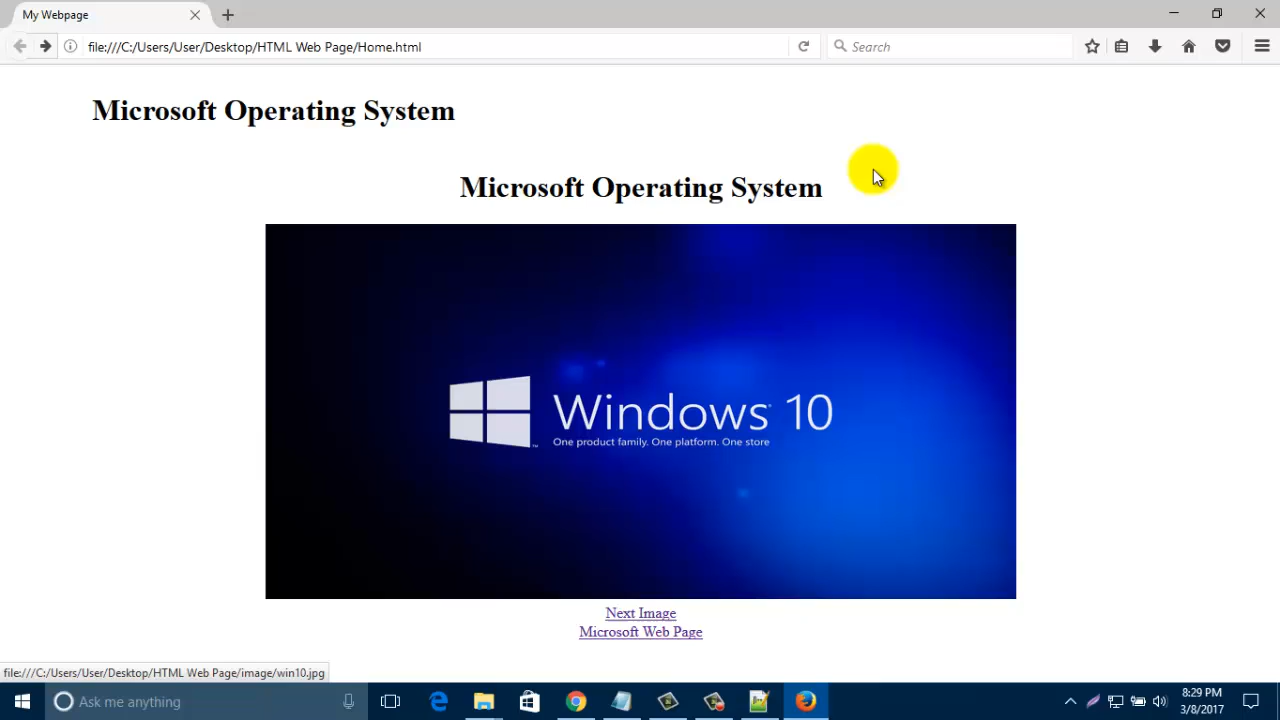 My Webpage
file:///C:/Users/User/Desktop/HTML Web Page/Home.html
Search
Microsoft Operating System
Microsoft Operating System
Windows 10
One product family. One platform. One store
Next Image
Microsoft Web Page
file:///C:/Users/User/Desktop/HTML Web Page/image/win10.jpg
Ask me anything
8:29 PM
3/8/2017